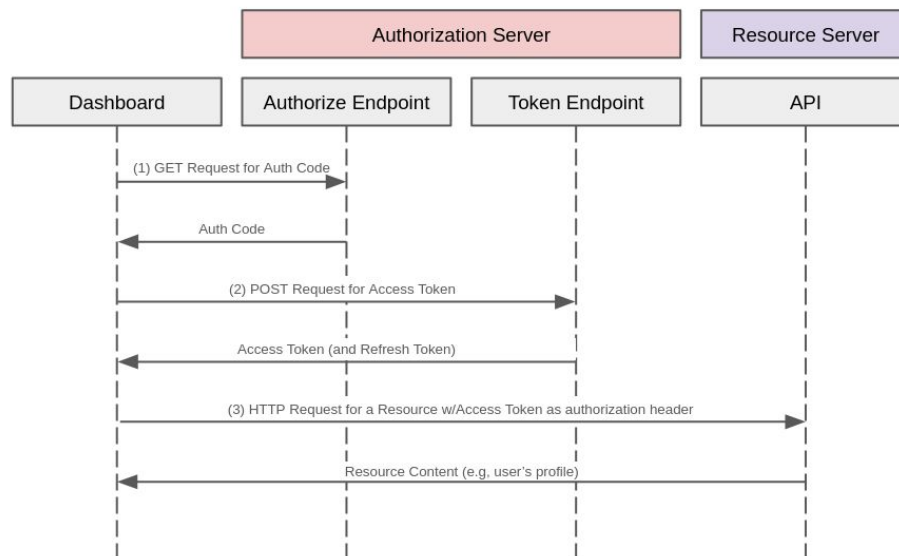 Authorization Server
Resource Server
Dashboard
Authorize Endpoint
Token Endpoint
API
(1) GET Request for Auth Code
Auth Code
(2) POST Request for Access Token
Access Token (and Refresh Token)
(3) HTTP Request for a Resource w/Access Token as authorization header
Resource Content (e.g, user's profile)